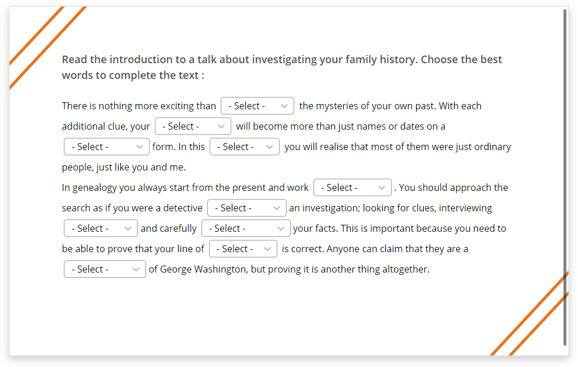 Read the introduction to a talk about investigating your family history. Choose the best
words to complete the text :
There is nothing more exciting than - Select - the mysteries of your own past. With each
additional clue, your - Select - will become more than just names or dates on a
- Select - form. In this - Select - you will realise that most of them were just ordinary
people, just like you and me.
In genealogy you always start from the present and work - Select - . You should approach the
search as if you were a detective - Select - an investigation; looking for clues, interviewing
- Select - and carefully - Select - your facts. This is important because you need to
be able to prove that your line of - Select - is correct. Anyone can claim that they are a
- Select - of George Washington, but proving it is another thing altogether.